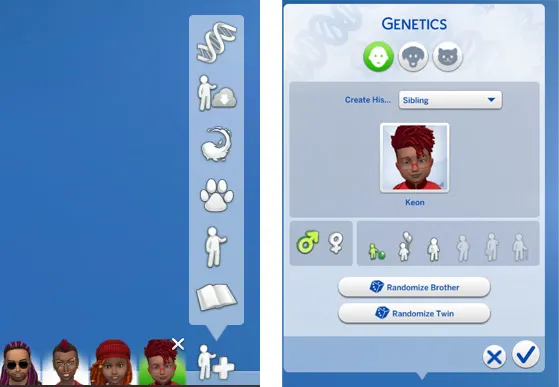 GENETICS
Create His... Sibling
Keon
Randomize Brother
Randomize Twin